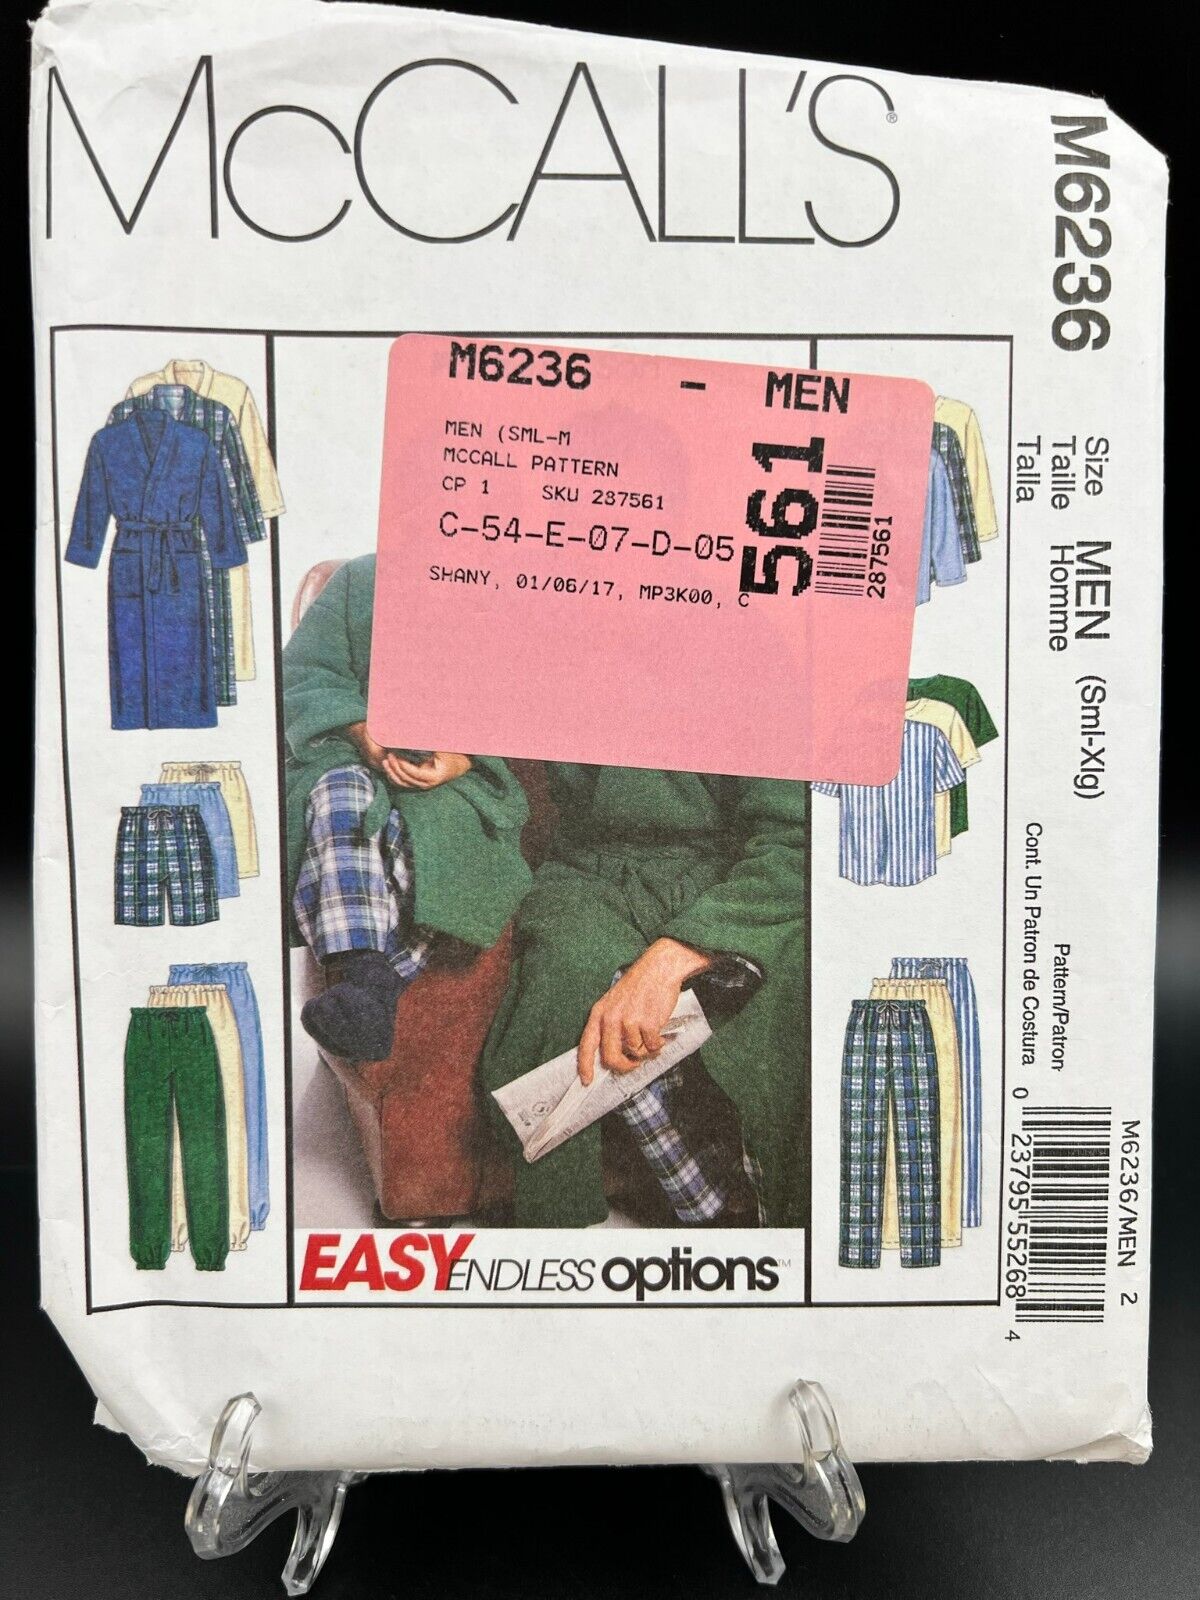 McCALL'S®
M6236
Size MEN (Sml-Xlg)
Taille Homme
Talla
Pattern/Patron
Cont. Un Patron de Costura
M6236/MEN 2
0 23795 55268 4
M6236 - MEN
MEN (SML-M
MCCALL PATTERN
CP 1 SKU 287561
C-54-E-07-D-05
SHANY, 01/06/17, MP3K00, C
561
287561
EASY ENDLESS options™